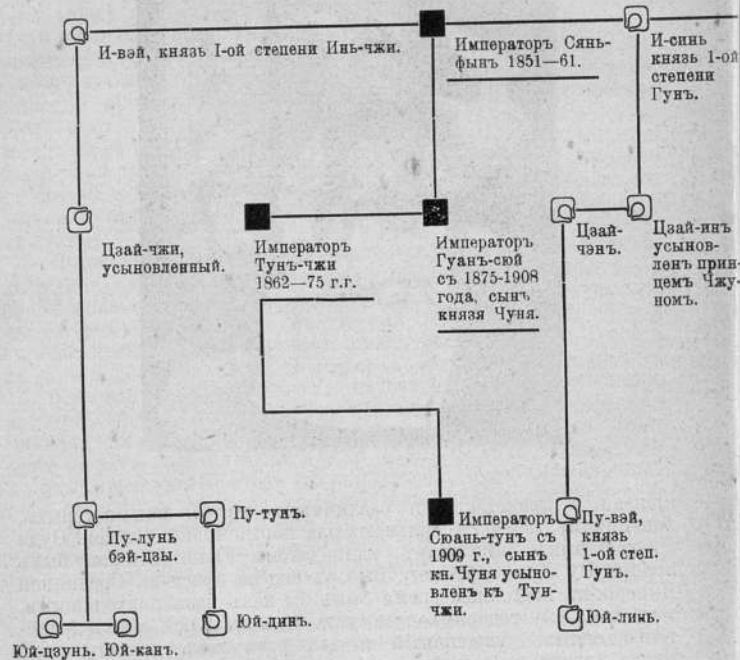 И-вэй, князь I-ой степени Инь-чжи.
Императоръ Сянь-
фынъ 1851—61.
И-синь
князь 1-ой
степени
Гунъ.
Цзай-чжи,
усыновленный.
Императоръ
Тунъ-чжи
1862—75 г.г.
Императоръ
Гуанъ-сюй
съ 1875-1908
года, сынъ
князя Чуня.
Цзай-
чэнъ.
Цзай-инъ
усынов-
ленъ прин-
цемъ Чжу-
номъ.
Пу-лунь
бэй-цзы.
Пу-тунъ.
Императоръ
Сюань-тунъ съ
1909 г., сынъ
кн. Чуня усыно-
вленъ къ Тун-
чжи.
Пу-вэй,
князь
1-ой степ.
Гунъ.
Юй-цзунь. Юй-канъ.
Юй-динъ.
Юй-линь.